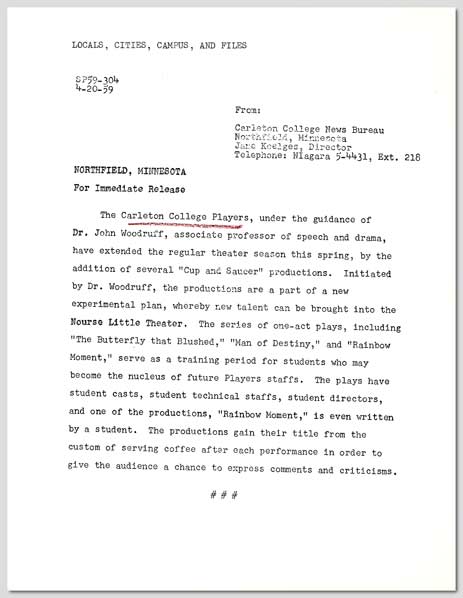 LOCALS, CITIES, CAMPUS, AND FILES
SP59-304
4-20-59
From:
Carleton College News Bureau
Northfield, Minnesota
Jane Koelges, Director
Telephone: Niagara 5-4431, Ext. 218
NORTHFIELD, MINNESOTA
For Immediate Release
The Carleton College Players, under the guidance of
Dr. John Woodruff, associate professor of speech and drama,
have extended the regular theater season this spring, by the
addition of several "Cup and Saucer" productions. Initiated
by Dr. Woodruff, the productions are a part of a new
experimental plan, whereby new talent can be brought into the
Nourse Little Theater. The series of one-act plays, including
"The Butterfly that Blushed," "Man of Destiny," and "Rainbow
Moment," serve as a training period for students who may
become the nucleus of future Players staffs. The plays have
student casts, student technical staffs, student directors,
and one of the productions, "Rainbow Moment," is even written
by a student. The productions gain their title from the
custom of serving coffee after each performance in order to
give the audience a chance to express comments and criticisms.
# # #